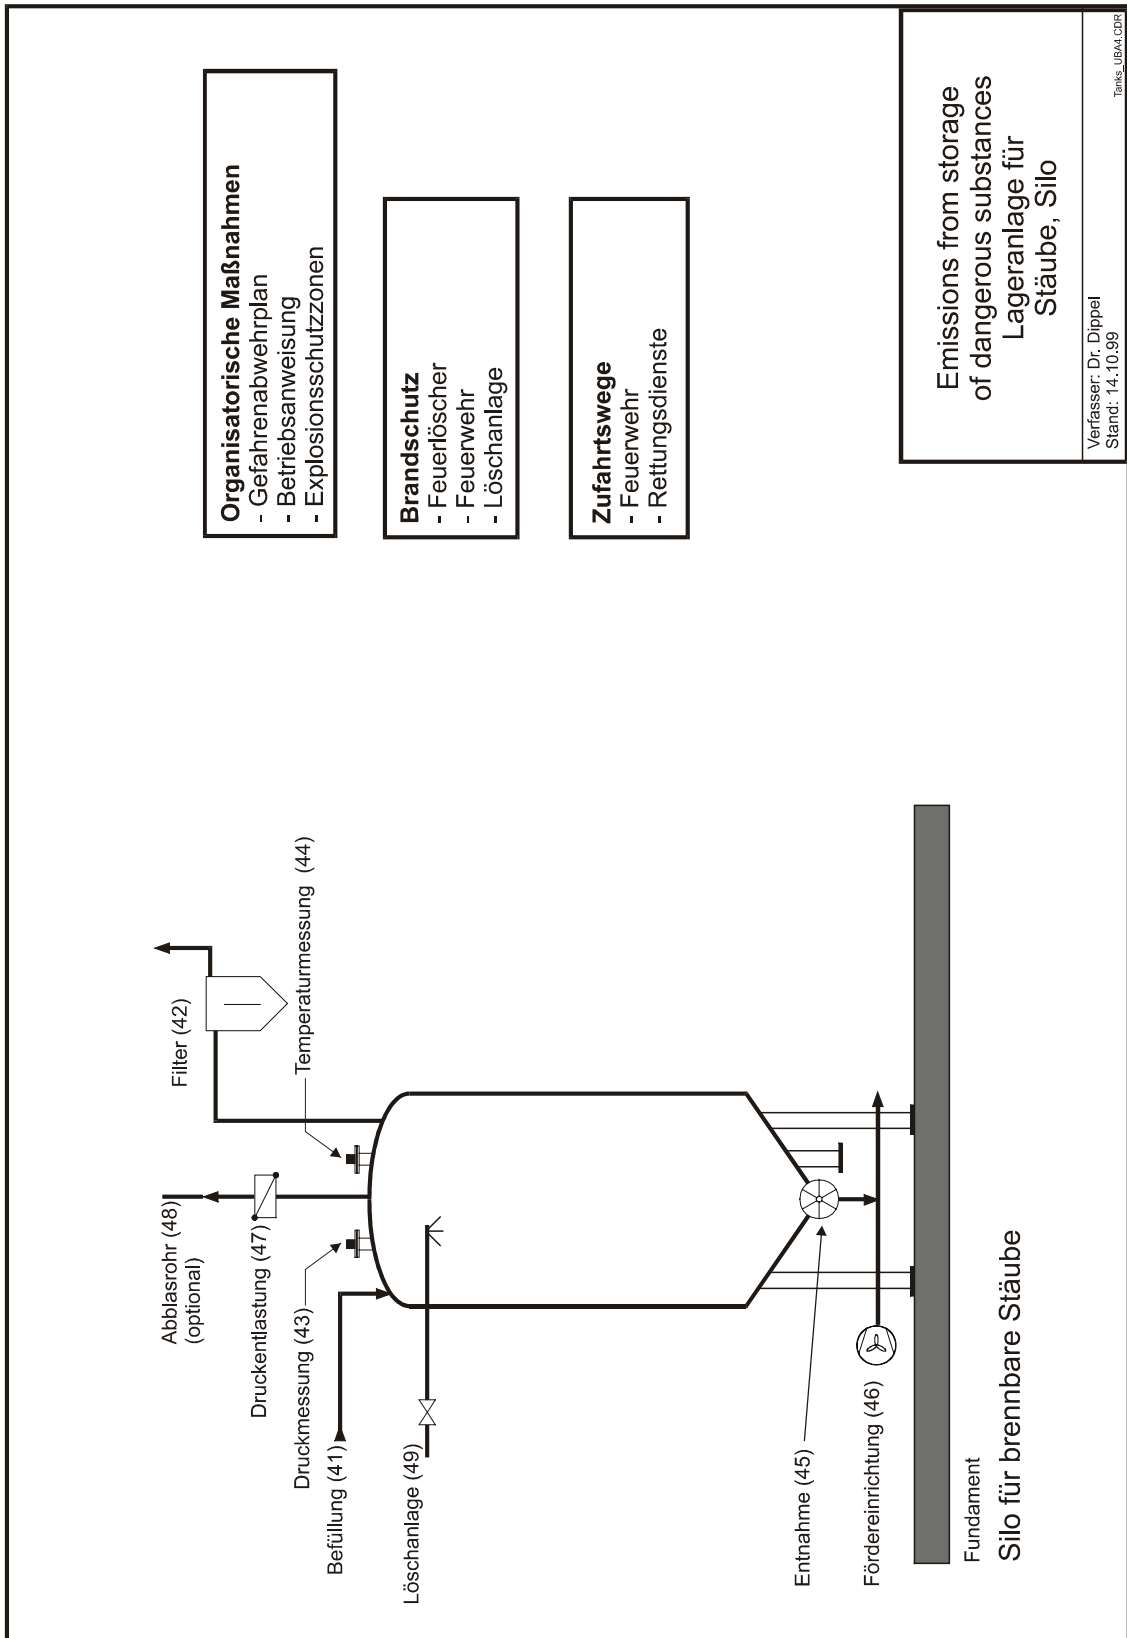 Abblasrohr (48)
(optional)
Filter (42)
Druckentlastung (47)
Druckmessung (43)
Temperaturmessung (44)
Befüllung (41)
Löschanlage (49)
Entnahme (45)
Fördereinrichtung (46)
Fundament
Silo für brennbare Stäube
Organisatorische Maßnahmen
- Gefahrenabwehrplan
- Betriebsanweisung
- Explosionsschutzzonen
Brandschutz
- Feuerlöscher
- Feuerwehr
- Löschanlage
Zufahrtswege
- Feuerwehr
- Rettungsdienste
Emissions from storage
of dangerous substances
Lageranlage für
Stäube, Silo
Verfasser: Dr. Dippel
Stand: 14.10.99
Tanks_UBA4.CDR